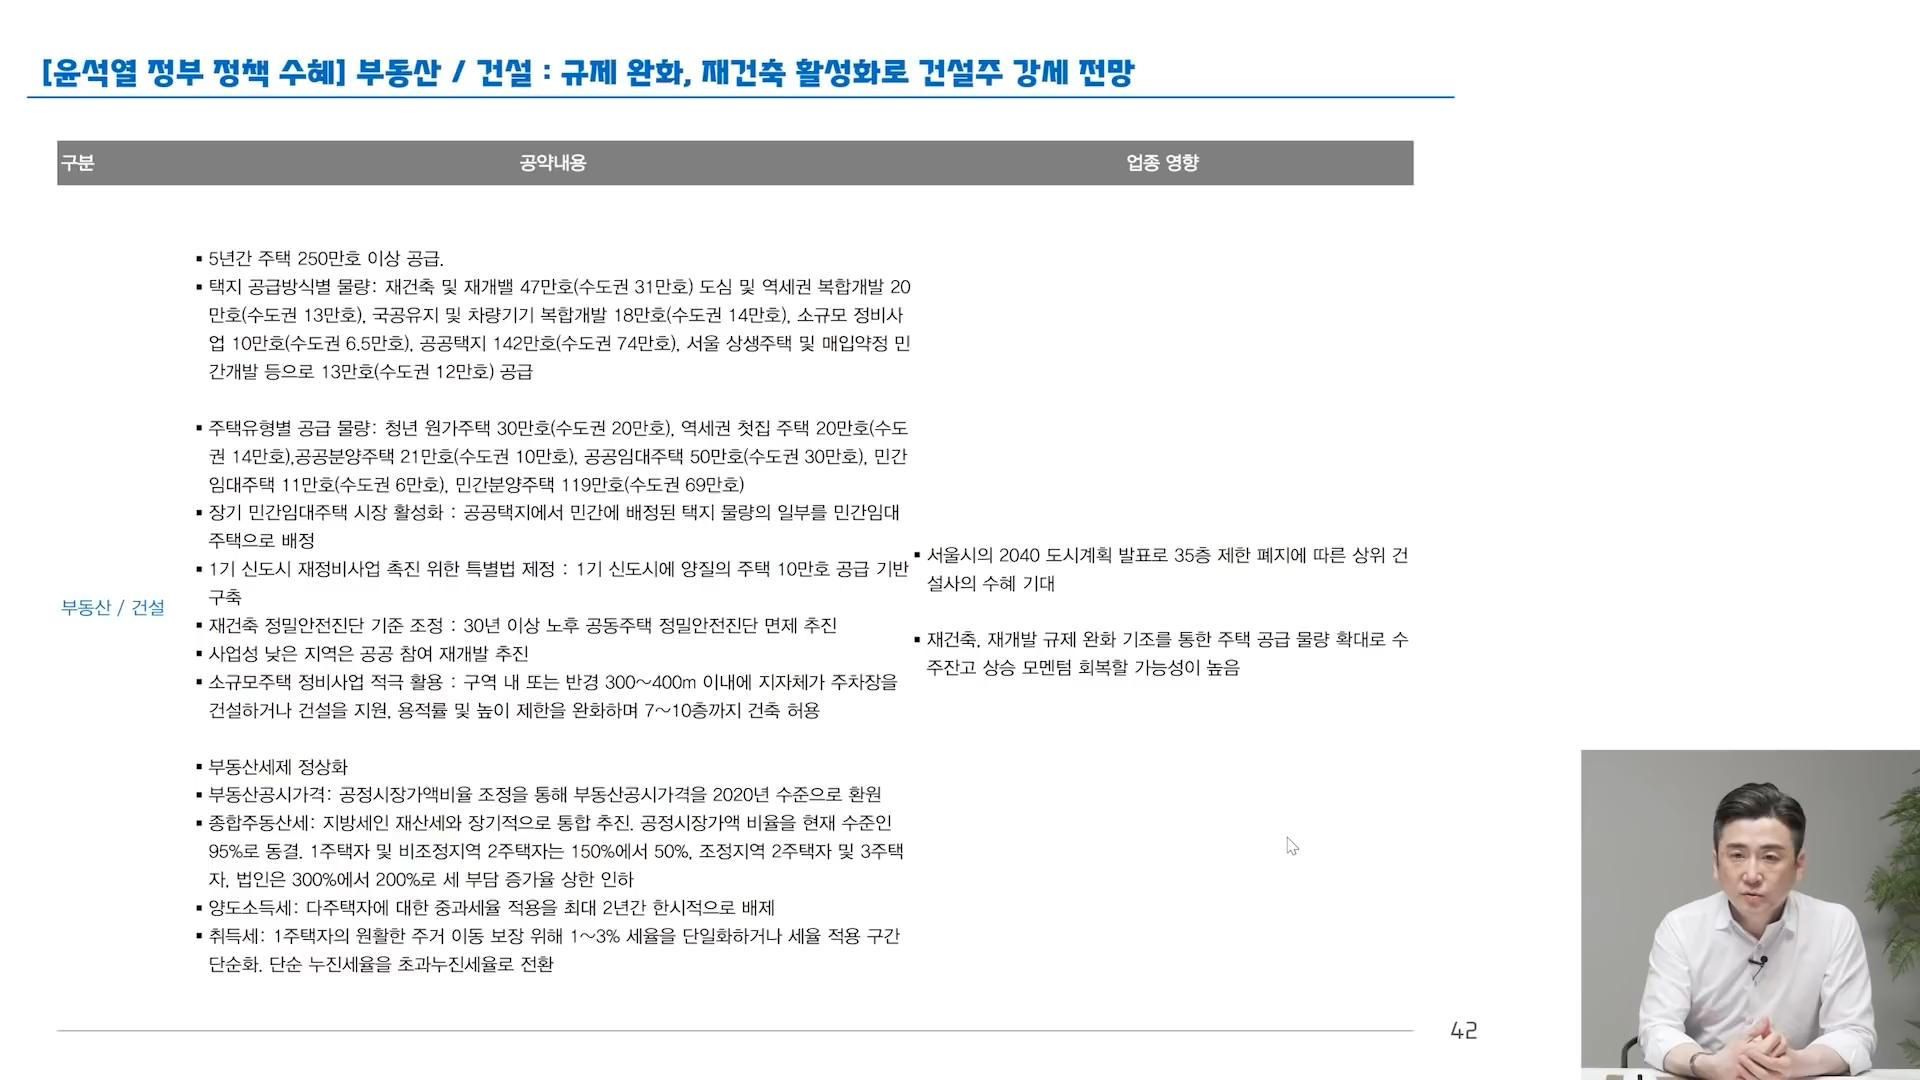 [윤석열 정부 정책 수혜] 부동산 / 건설 : 규제 완화, 재건축 활성화로 건설주 강세 전망
구분 공약내용 업종 영향
부동산 / 건설
▪ 5년간 주택 250만호 이상 공급.
▪ 택지 공급방식별 물량: 재건축 및 재개밸 47만호(수도권 31만호) 도심 및 역세권 복합개발 20
만호(수도권 13만호), 국공유지 및 차량기기 복합개발 18만호(수도권 14만호), 소규모 정비사
업 10만호(수도권 6.5만호), 공공택지 142만호(수도권 74만호), 서울 상생주택 및 매입약정 민
간개발 등으로 13만호(수도권 12만호) 공급
▪ 주택유형별 공급 물량: 청년 원가주택 30만호(수도권 20만호), 역세권 첫집 주택 20만호(수도
권 14만호),공공분양주택 21만호(수도권 10만호), 공공임대주택 50만호(수도권 30만호), 민간
임대주택 11만호(수도권 6만호), 민간분양주택 119만호(수도권 69만호)
▪ 장기 민간임대주택 시장 활성화 : 공공택지에서 민간에 배정된 택지 물량의 일부를 민간임대
주택으로 배정
▪ 1기 신도시 재정비사업 촉진 위한 특별법 제정 : 1기 신도시에 양질의 주택 10만호 공급 기반
구축
▪ 재건축 정밀안전진단 기준 조정 : 30년 이상 노후 공동주택 정밀안전진단 면제 추진
▪ 사업성 낮은 지역은 공공 참여 재개발 추진
▪ 소규모주택 정비사업 적극 활용 : 구역 내 또는 반경 300~400m 이내에 지자체가 주차장을
건설하거나 건설을 지원, 용적률 및 높이 제한을 완화하며 7~10층까지 건축 허용
▪ 부동산세제 정상화
▪ 부동산공시가격: 공정시장가액비율 조정을 통해 부동산공시가격을 2020년 수준으로 환원
▪ 종합주동산세: 지방세인 재산세와 장기적으로 통합 추진. 공정시장가액 비율을 현재 수준인
95%로 동결. 1주택자 및 비조정지역 2주택자는 150%에서 50%, 조정지역 2주택자 및 3주택
자, 법인은 300%에서 200%로 세 부담 증가율 상한 인하
▪ 양도소득세: 다주택자에 대한 중과세율 적용을 최대 2년간 한시적으로 배제
▪ 취득세: 1주택자의 원활한 주거 이동 보장 위해 1~3% 세율을 단일화하거나 세율 적용 구간
단순화. 단순 누진세율을 초과누진세율로 전환
▪ 서울시의 2040 도시계획 발표로 35층 제한 폐지에 따른 상위 건
설사의 수혜 기대
▪ 재건축, 재개발 규제 완화 기조를 통한 주택 공급 물량 확대로 수
주잔고 상승 모멘텀 회복할 가능성이 높음
42